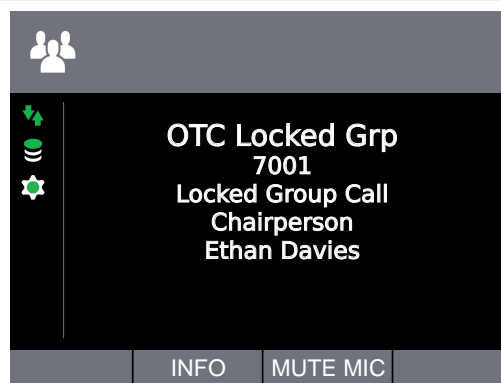 OTC Locked Grp
7001
Locked Group Call
Chairperson
Ethan Davies
INFO
MUTE MIC